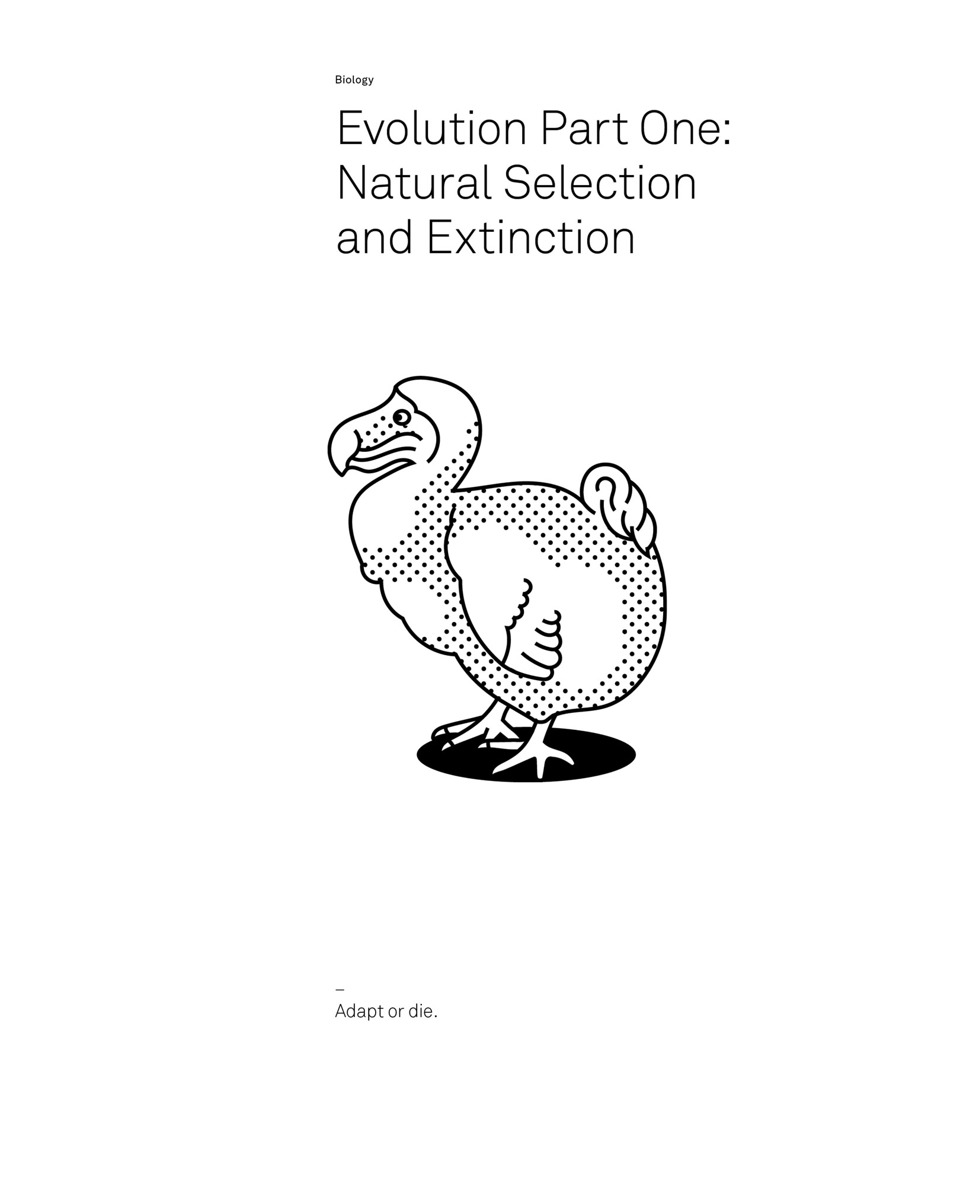 Biology
Evolution Part One:
Natural Selection
and Extinction
–
Adapt or die.